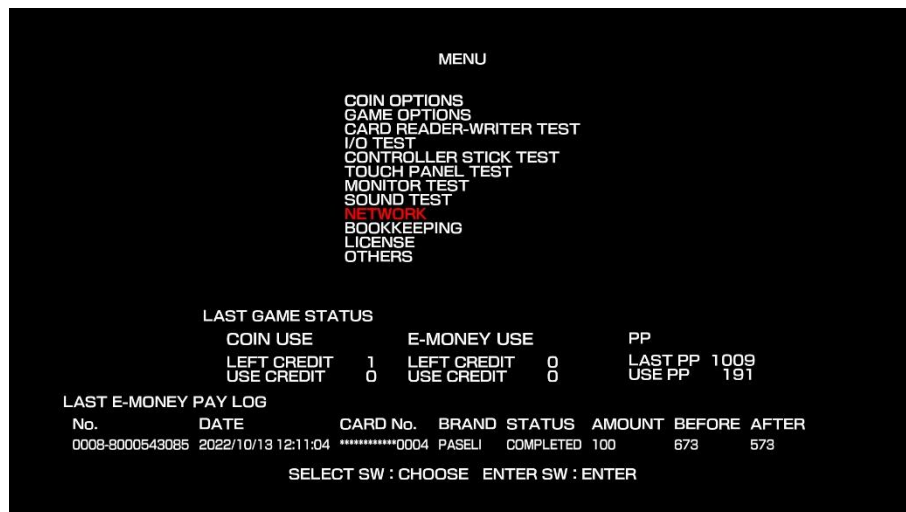 MENU
COIN OPTIONS
GAME OPTIONS
CARD READER-WRITER TEST
I/O TEST
CONTROLLER STICK TEST
TOUCH PANEL TEST
MONITOR TEST
SOUND TEST
NETWORK
BOOKKEEPING
LICENSE
OTHERS
LAST GAME STATUS
COIN USE E-MONEY USE PP
LEFT CREDIT 1 LEFT CREDIT 0 LAST PP 1009
USE CREDIT 0 USE CREDIT 0 USE PP 191
LAST E-MONEY PAY LOG
No. DATE CARD No. BRAND STATUS AMOUNT BEFORE AFTER
0008-8000543085 2022/10/13 12:11:04 ************0004 PASELI COMPLETED 100 673 573
SELECT SW : CHOOSE ENTER SW : ENTER